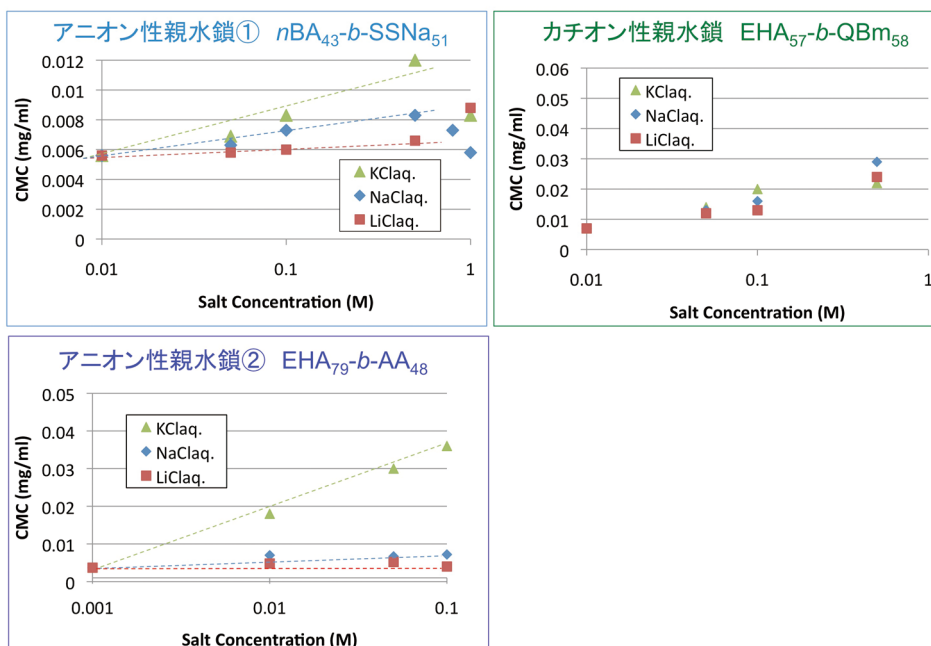 アニオン性親水鎖① nBA43-b-SSNa51
0.012
0.01
0.008
0.006
0.004
0.002
0
CMC (mg/ml)
KClaq.
NaClaq.
LiClaq.
0.01
0.1
1
Salt Concentration (M)
カチオン性親水鎖 EHA57-b-QBm58
0.06
0.05
0.04
0.03
0.02
0.01
0
CMC (mg/ml)
KClaq.
NaClaq.
LiClaq.
0.01
0.1
1
Salt Concentration (M)
アニオン性親水鎖② EHA79-b-AA48
0.05
0.04
0.03
0.02
0.01
0
CMC (mg/ml)
KClaq.
NaClaq.
LiClaq.
0.001
0.01
0.1
Salt Concentration (M)